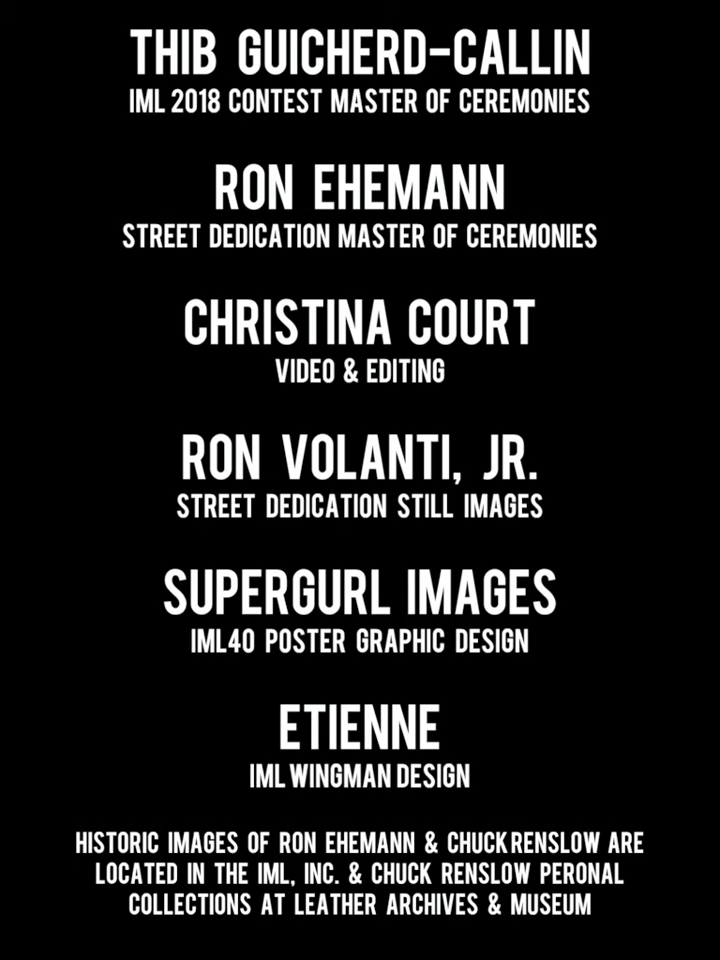 THIB GUICHERD-CALLIN
IML 2018 CONTEST MASTER OF CEREMONIES
RON EHEMANN
STREET DEDICATION MASTER OF CEREMONIES
CHRISTINA COURT
VIDEO & EDITING
RON VOLANTI, JR.
STREET DEDICATION STILL IMAGES
SUPERGURL IMAGES
IML40 POSTER GRAPHIC DESIGN
ETIENNE
IML WINGMAN DESIGN
HISTORIC IMAGES OF RON EHEMANN & CHUCK RENSLOW ARE
LOCATED IN THE IML, INC. & CHUCK RENSLOW PERONAL
COLLECTIONS AT LEATHER ARCHIVES & MUSEUM